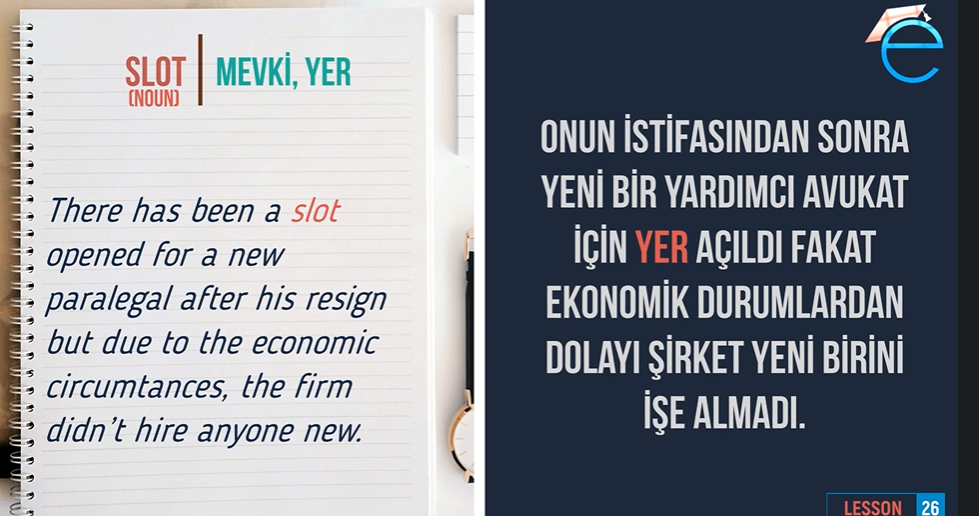 SLOT
(NOUN)
MEVKİ, YER
There has been a slot
opened for a new
paralegal after his resign
but due to the economic
circumtances, the firm
didn't hire anyone new.
e
ONUN İSTİFASINDAN SONRA
YENİ BİR YARDIMCI AVUKAT
İÇİN YER AÇILDI FAKAT
EKONOMİK DURUMLARDAN
DOLAYI ŞİRKET YENİ BİRİNİ
İŞE ALMADI.
LESSON 26